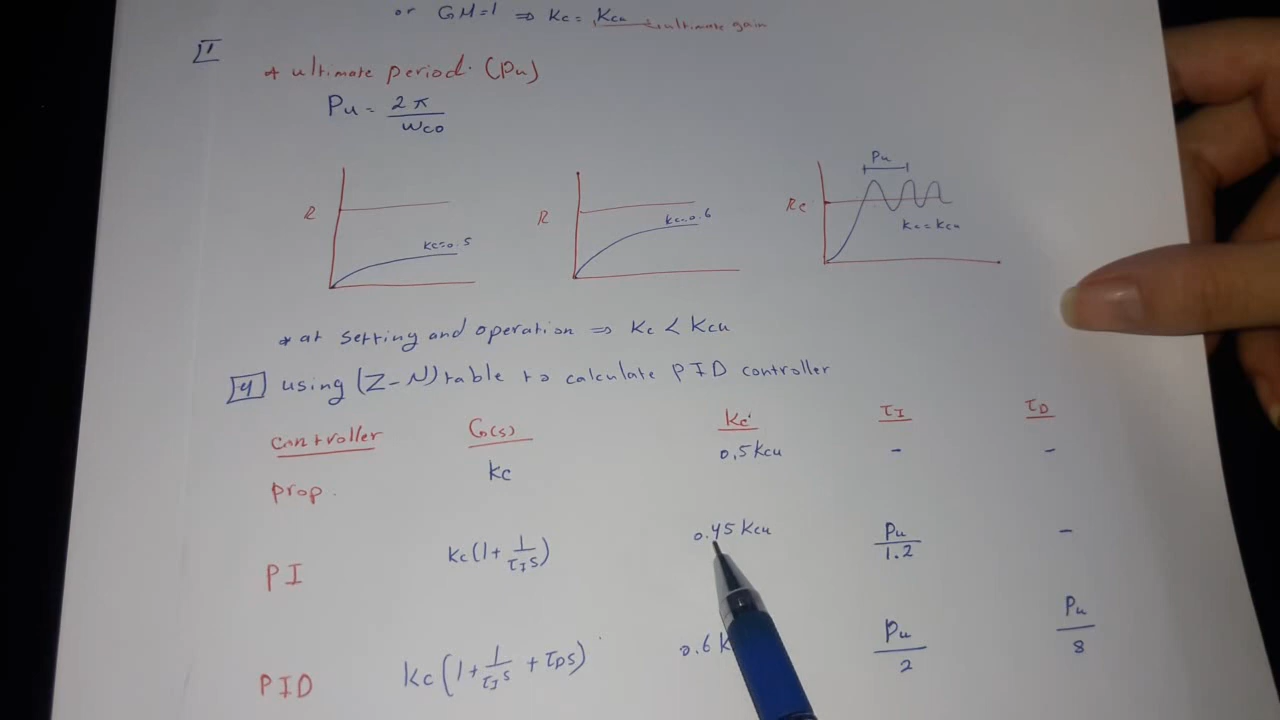 or GM=1 ⇒ Kc = Kcu → ultimate gain
* ultimate period (Pu)
Pu = 2π / ωco
Pu
R
Kc=0.5
R
Kc=0.6
Rc
Kc=Kcu
* at setting and operation ⇒ Kc < Kcu
4 using (Z-N) table to calculate PID controller
controller G(s) Kc τI τD
prop. Kc 0,5 Kcu - -
PI Kc(1+1/τIS) 0.45 Kcu Pu/1.2 -
PID Kc(1+1/τIS + τDS) 0.6 K Pu/2 Pu/8